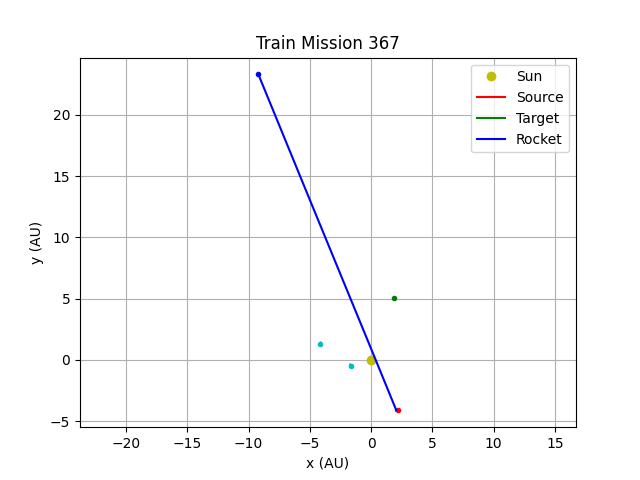 Train Mission 367
Sun
Source
Target
Rocket
y (AU)
20
15
10
5
0
−5
−20
−15
−10
−5
0
5
10
15
x (AU)